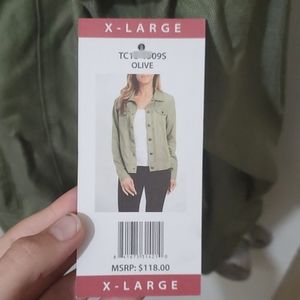 X-LARGE
OLIVE
MSRP: $118.00
X-LARGE